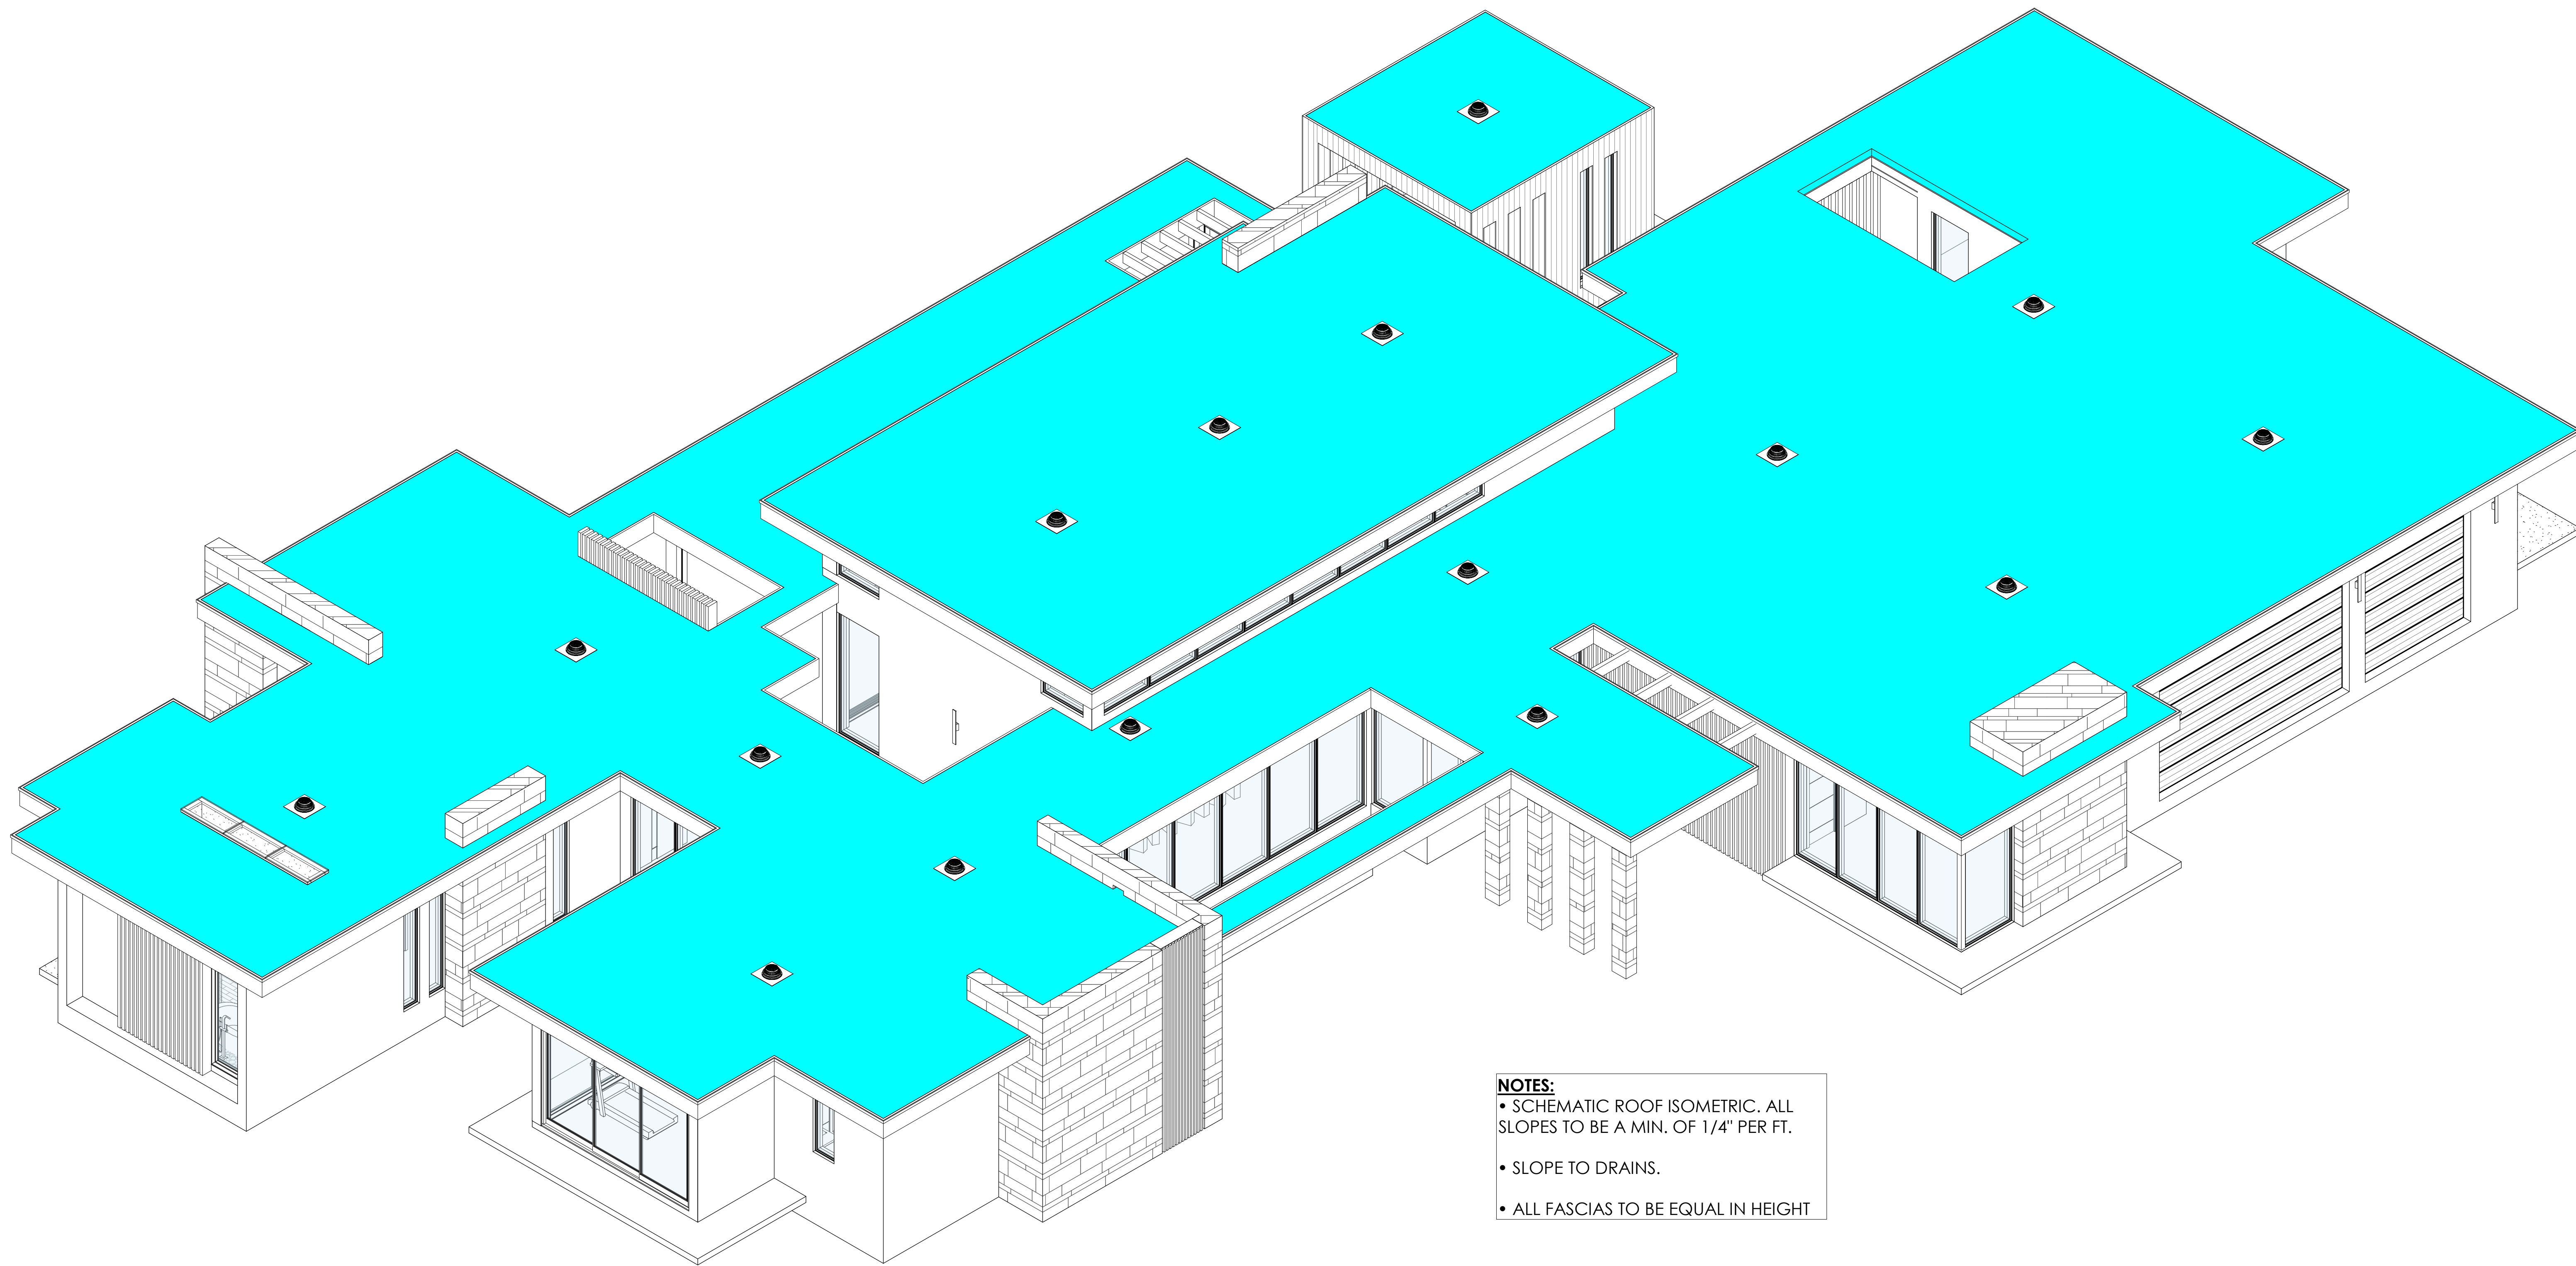 NOTES:
• SCHEMATIC ROOF ISOMETRIC. ALL
SLOPES TO BE A MIN. OF 1/4" PER FT.
• SLOPE TO DRAINS.
• ALL FASCIAS TO BE EQUAL IN HEIGHT